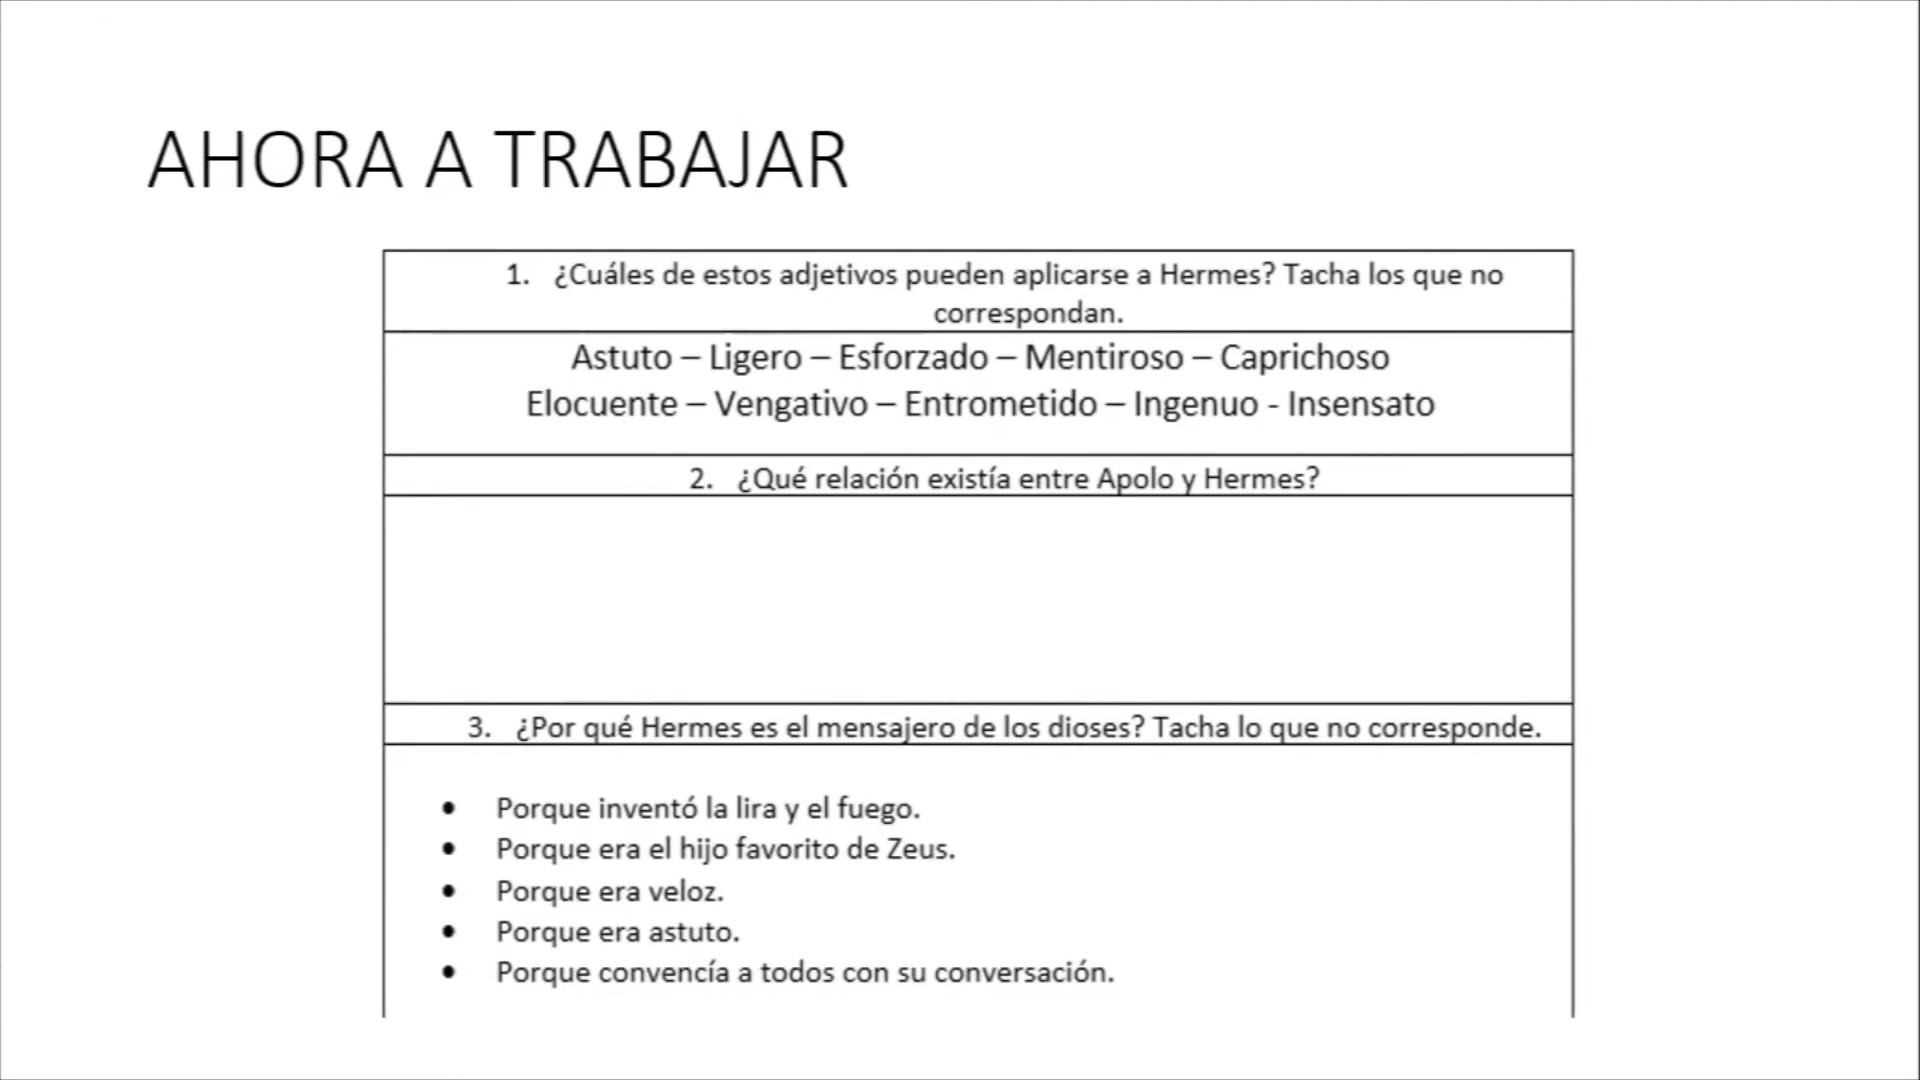 AHORA A TRABAJAR
1. ¿Cuáles de estos adjetivos pueden aplicarse a Hermes? Tacha los que no
correspondan.
Astuto – Ligero – Esforzado – Mentiroso – Caprichoso
Elocuente – Vengativo – Entrometido – Ingenuo - Insensato
2. ¿Qué relación existía entre Apolo y Hermes?
3. ¿Por qué Hermes es el mensajero de los dioses? Tacha lo que no corresponde.
• Porque inventó la lira y el fuego.
• Porque era el hijo favorito de Zeus.
• Porque era veloz.
• Porque era astuto.
• Porque convencía a todos con su conversación.